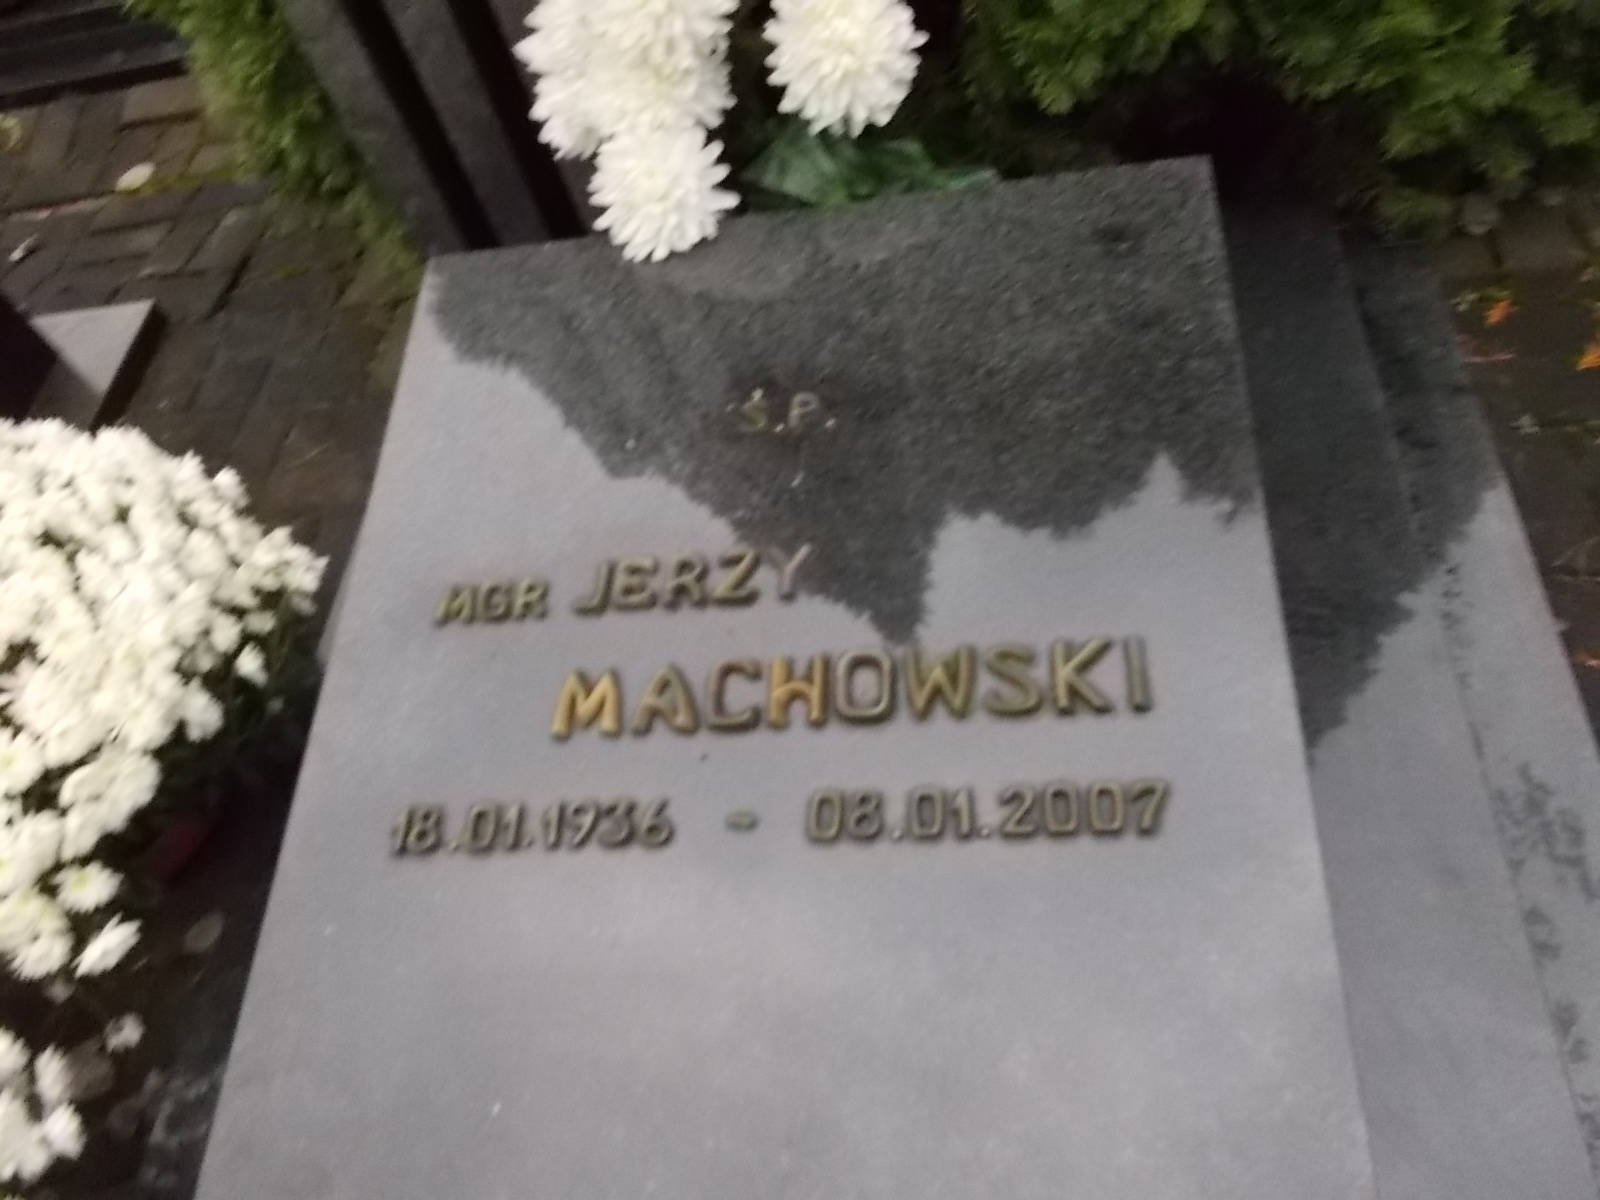 Ś.P.
MGR JERZY
MACHOWSKI
18.01.1936 - 08.01.2007